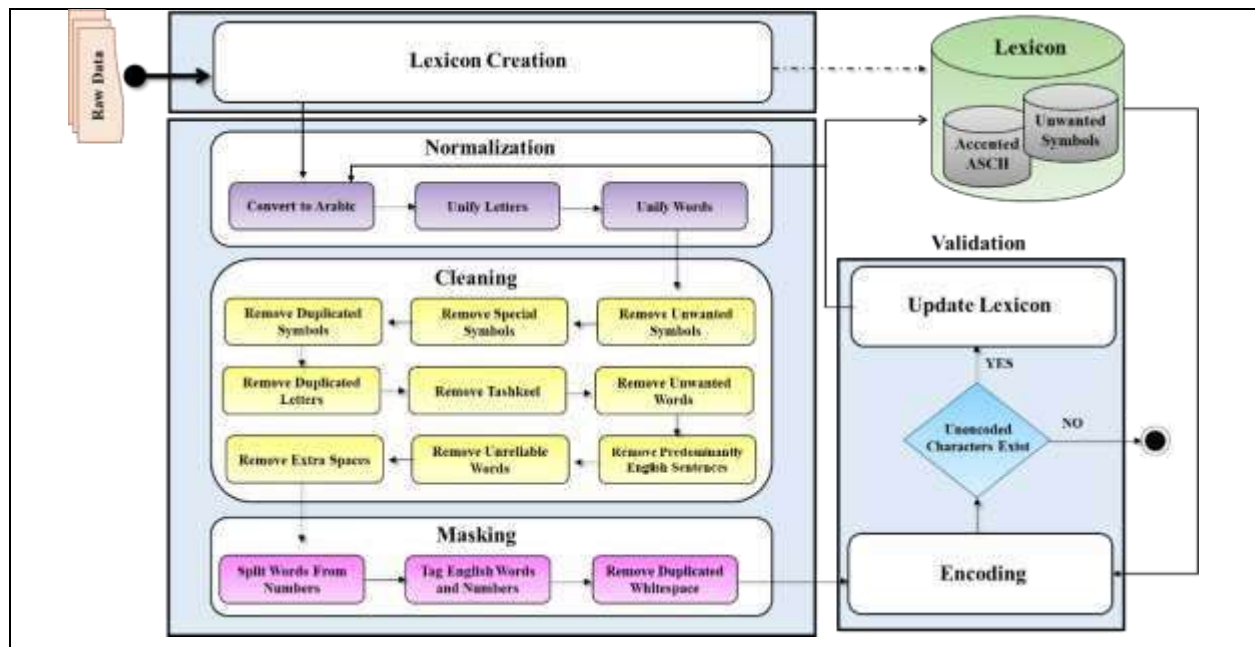 Raw Data
Lexicon Creation
Lexicon
Accented
ASCII
Unwanted
Symbols
Normalization
Convert to Arabic
Unify Letters
Unify Words
Cleaning
Remove Duplicated
Symbols
Remove Special
Symbols
Remove Unwanted
Symbols
Remove Duplicated
Letters
Remove Tashkeel
Remove Unwanted
Words
Remove Extra Spaces
Remove Unreliable
Words
Remove Predominantly
English Sentences
Masking
Split Words From
Numbers
Tag English Words
and Numbers
Remove Duplicated
Whitespace
Validation
Update Lexicon
YES
Unencoded
Characters Exist
NO
Encoding